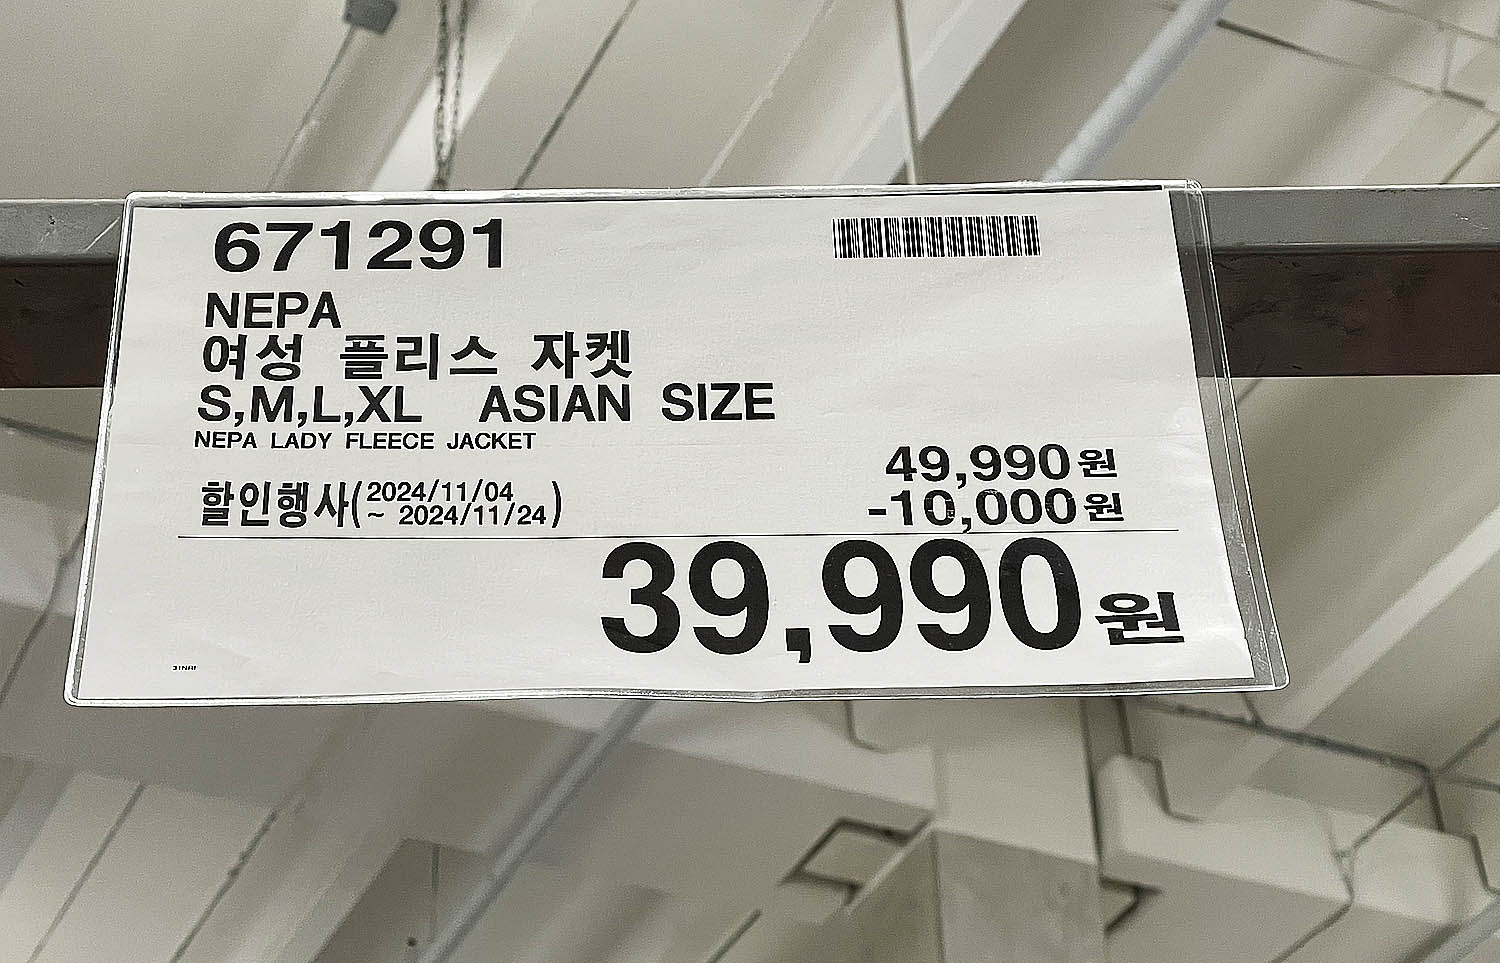 671291
NEPA
여성 플리스 자켓
S,M,L,XL ASIAN SIZE
NEPA LADY FLEECE JACKET
49,990원
할인행사( 2024/11/04 ~ 2024/11/24 )
-10,000원
39,990원